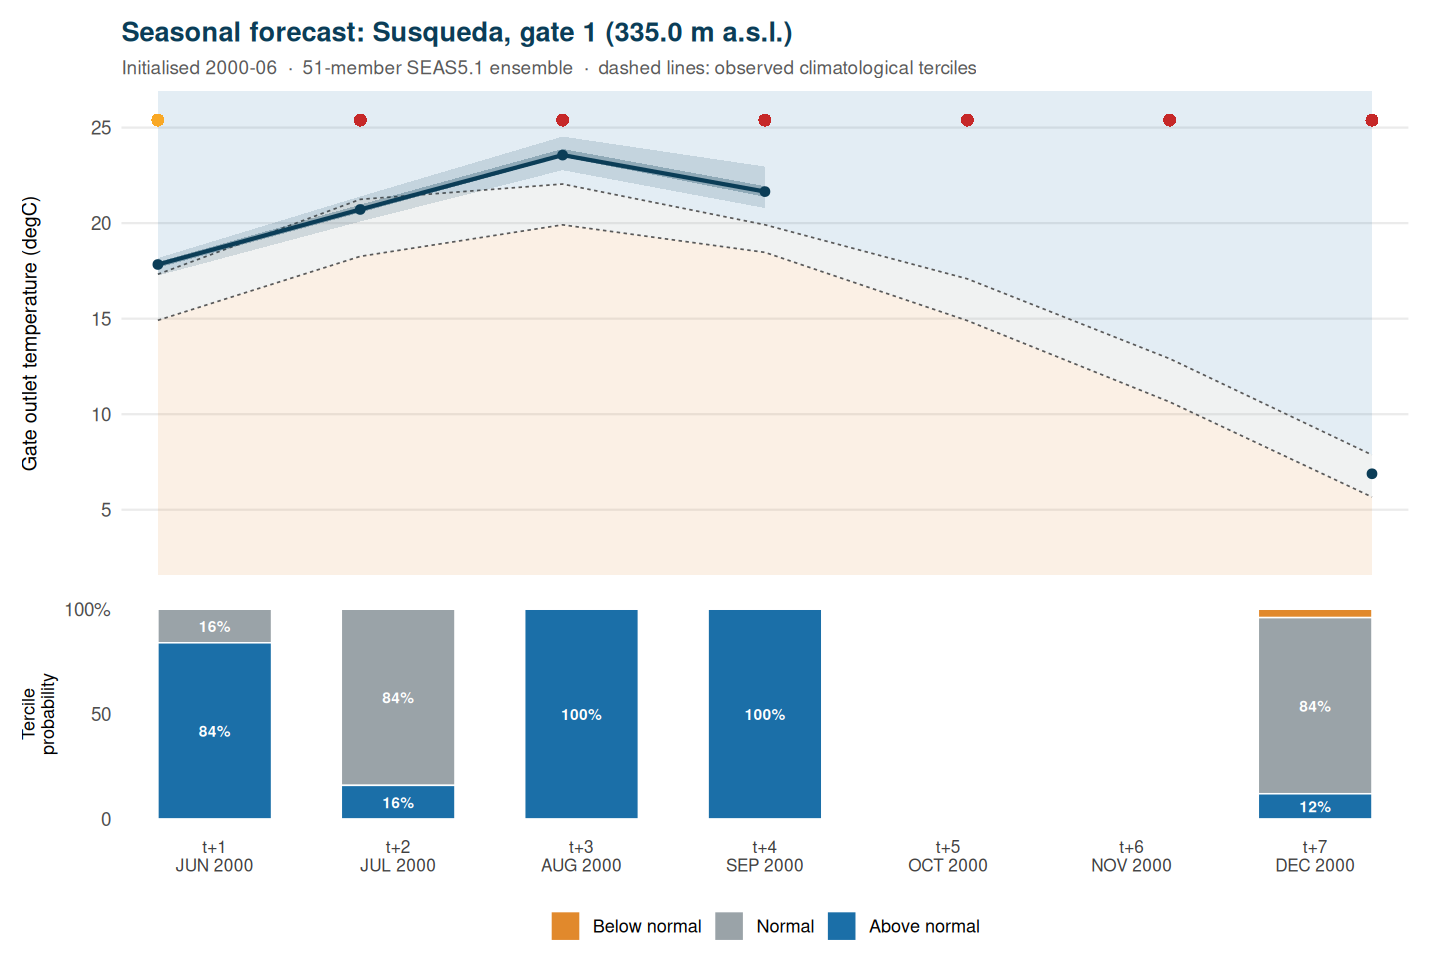 Seasonal forecast: Susqueda, gate 1 (335.0 m a.s.l.)
Initialised 2000-06 · 51-member SEAS5.1 ensemble · dashed lines: observed climatological terciles
Gate outlet temperature (degC)
25
20
15
10
5
Tercile
probability
100%
50
0
16%
84%
84%
16%
100%
100%
84%
12%
t+1
JUN 2000
t+2
JUL 2000
t+3
AUG 2000
t+4
SEP 2000
t+5
OCT 2000
t+6
NOV 2000
t+7
DEC 2000
Below normal
Normal
Above normal